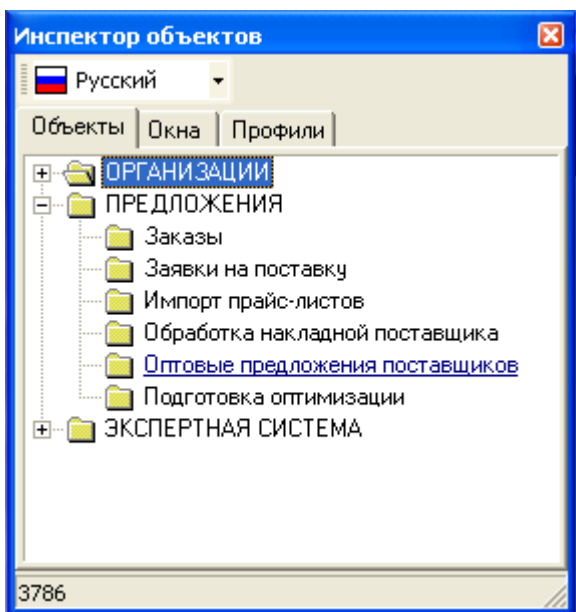 Инспектор объектов
Русский
Объекты Окна Профили
ОРГАНИЗАЦИИ
ПРЕДЛОЖЕНИЯ
Заказы
Заявки на поставку
Импорт прайс-листов
Обработка накладной поставщика
Оптовые предложения поставщиков
Подготовка оптимизации
ЭКСПЕРТНАЯ СИСТЕМА
3786